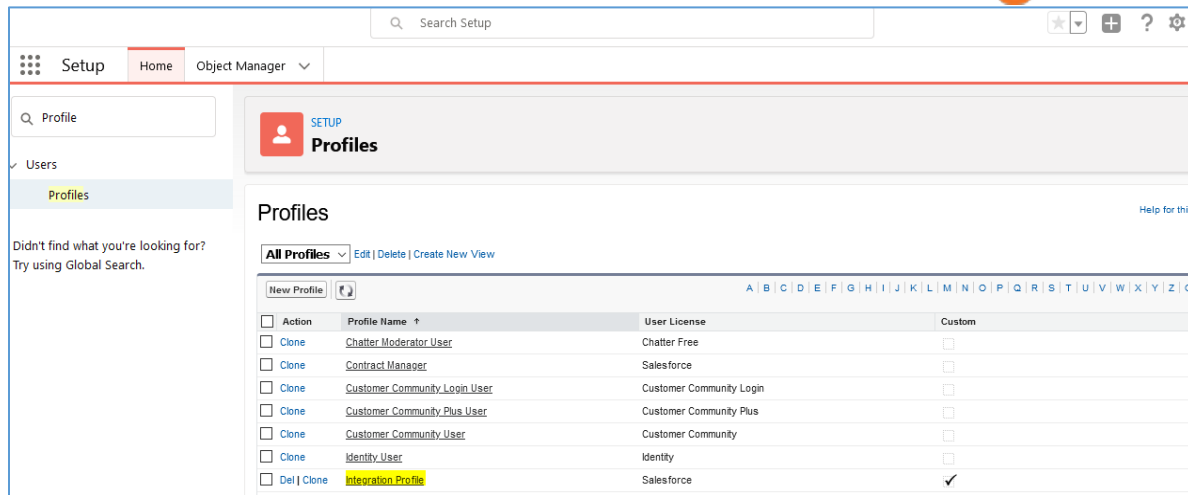 Search Setup
Setup Home Object Manager
Profile
SETUP
Profiles
Users
Profiles
Didn't find what you're looking for?
Try using Global Search.
Profiles
Help for thi
All Profiles Edit | Delete | Create New View
New Profile
A | B | C | D | E | F | G | H | I | J | K | L | M | N | O | P | Q | R | S | T | U | V | W | X | Y | Z |
Action Profile Name ↑ User License Custom
Clone Chatter Moderator User Chatter Free
Clone Contract Manager Salesforce
Clone Customer Community Login User Customer Community Login
Clone Customer Community Plus User Customer Community Plus
Clone Customer Community User Customer Community
Clone Identity User Identity
Del | Clone Integration Profile Salesforce ✓